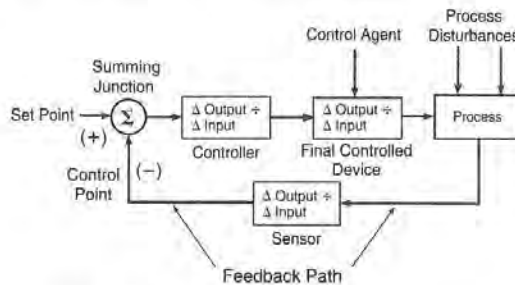 Process
Disturbances
Control Agent
Summing
Junction
Set Point
(+)
Σ
Δ Output ÷
Δ Input
Controller
Δ Output ÷
Δ Input
Final Controlled
Device
Process
(−)
Control
Point
Δ Output ÷
Δ Input
Sensor
Feedback Path